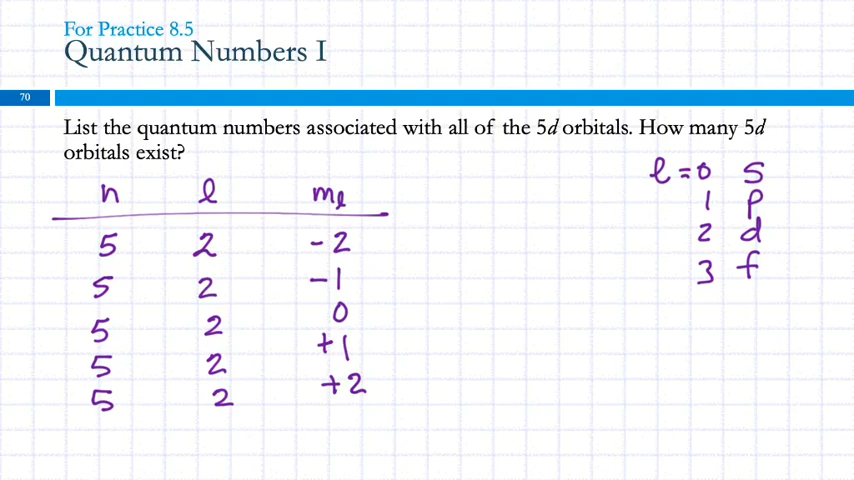 For Practice 8.5
Quantum Numbers I
70
List the quantum numbers associated with all of the 5d orbitals. How many 5d
orbitals exist?
n l mₗ
5 2 -2
5 2 -1
5 2 0
5 2 +1
5 2 +2
l = 0 s
1 p
2 d
3 f